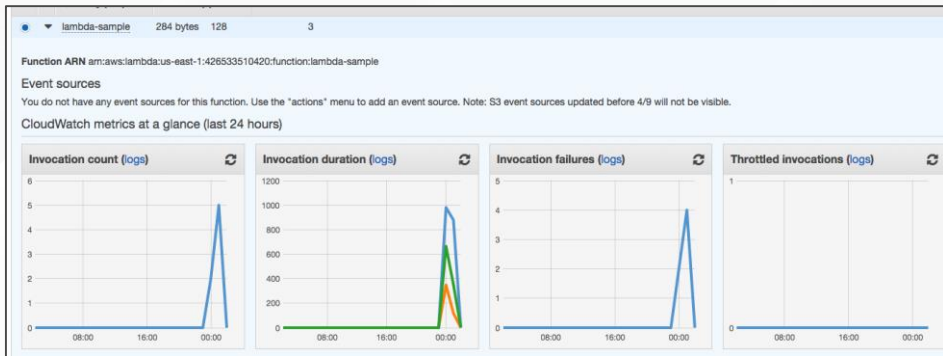 lambda-sample 284 bytes 128 3
Function ARN arn:aws:lambda:us-east-1:426533510420:function:lambda-sample
Event sources
You do not have any event sources for this function. Use the "actions" menu to add an event source. Note: S3 event sources updated before 4/9 will not be visible.
CloudWatch metrics at a glance (last 24 hours)
Invocation count (logs)
6
5
4
3
2
1
0
08:00 16:00 00:00
Invocation duration (logs)
1200
1000
800
600
400
200
0
08:00 16:00 00:00
Invocation failures (logs)
5
4
3
2
1
0
08:00 16:00 00:00
Throttled invocations (logs)
1
0
08:00 16:00 00:00